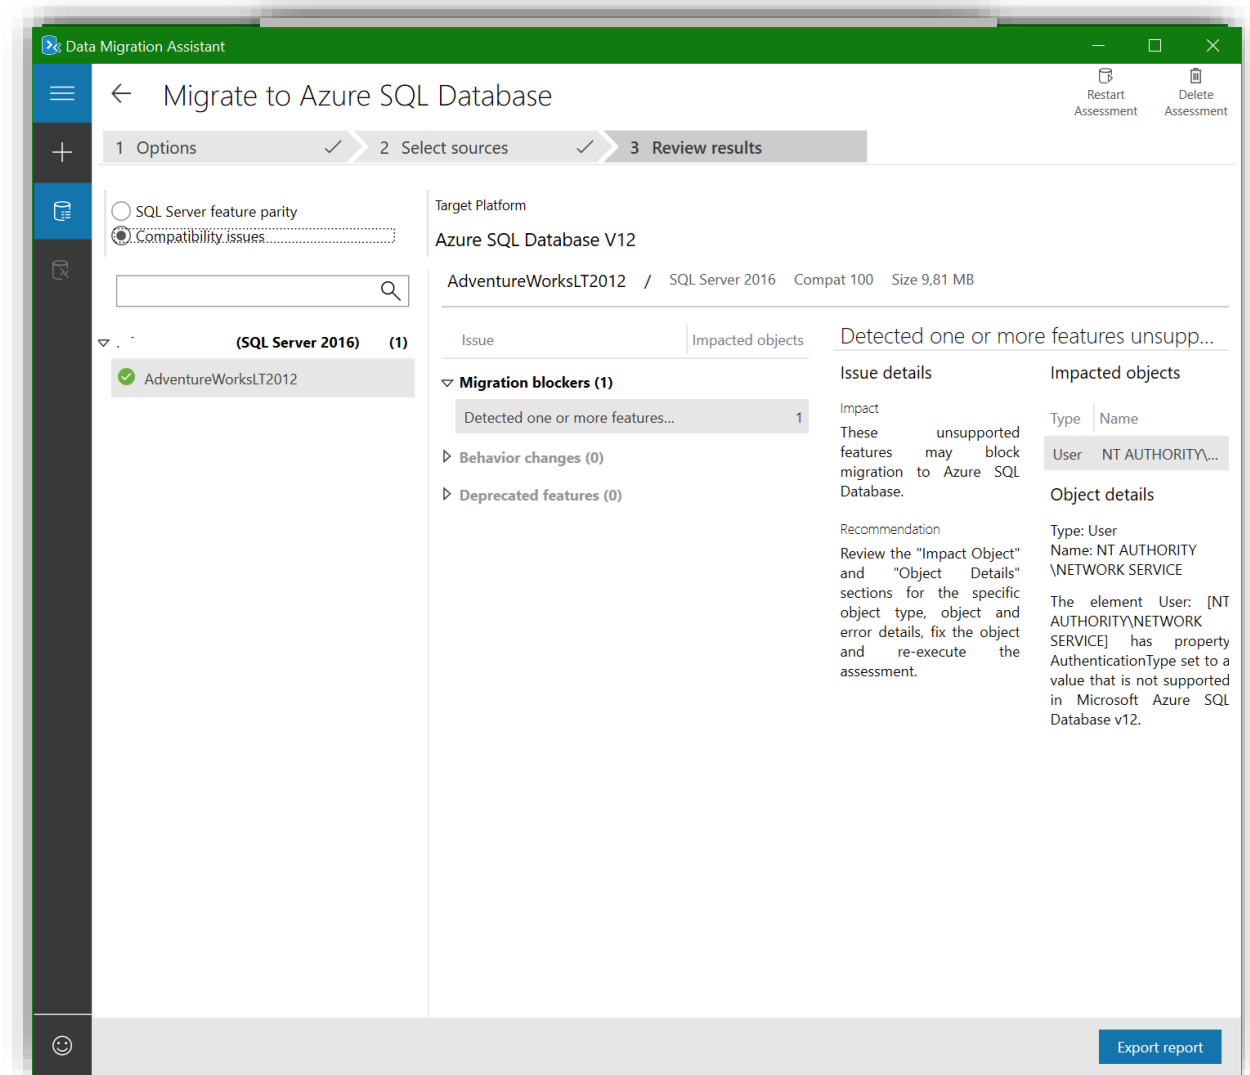 Data Migration Assistant
Migrate to Azure SQL Database
Restart
Assessment
Delete
Assessment
1 Options
2 Select sources
3 Review results
SQL Server feature parity
Compatibility issues
Target Platform
Azure SQL Database V12
AdventureWorksLT2012 / SQL Server 2016 Compat 100 Size 9,81 MB
(SQL Server 2016) (1)
AdventureWorksLT2012
Issue Impacted objects
Migration blockers (1)
Detected one or more features... 1
Behavior changes (0)
Deprecated features (0)
Detected one or more features unsupp...
Issue details
Impact
These unsupported
features may block
migration to Azure SQL
Database.
Recommendation
Review the "Impact Object"
and "Object Details"
sections for the specific
object type, object and
error details, fix the object
and re-execute the
assessment.
Impacted objects
Type Name
User NT AUTHORITY\...
Object details
Type: User
Name: NT AUTHORITY
\NETWORK SERVICE
The element User: [NT
AUTHORITY\NETWORK
SERVICE] has property
AuthenticationType set to a
value that is not supported
in Microsoft Azure SQL
Database v12.
Export report